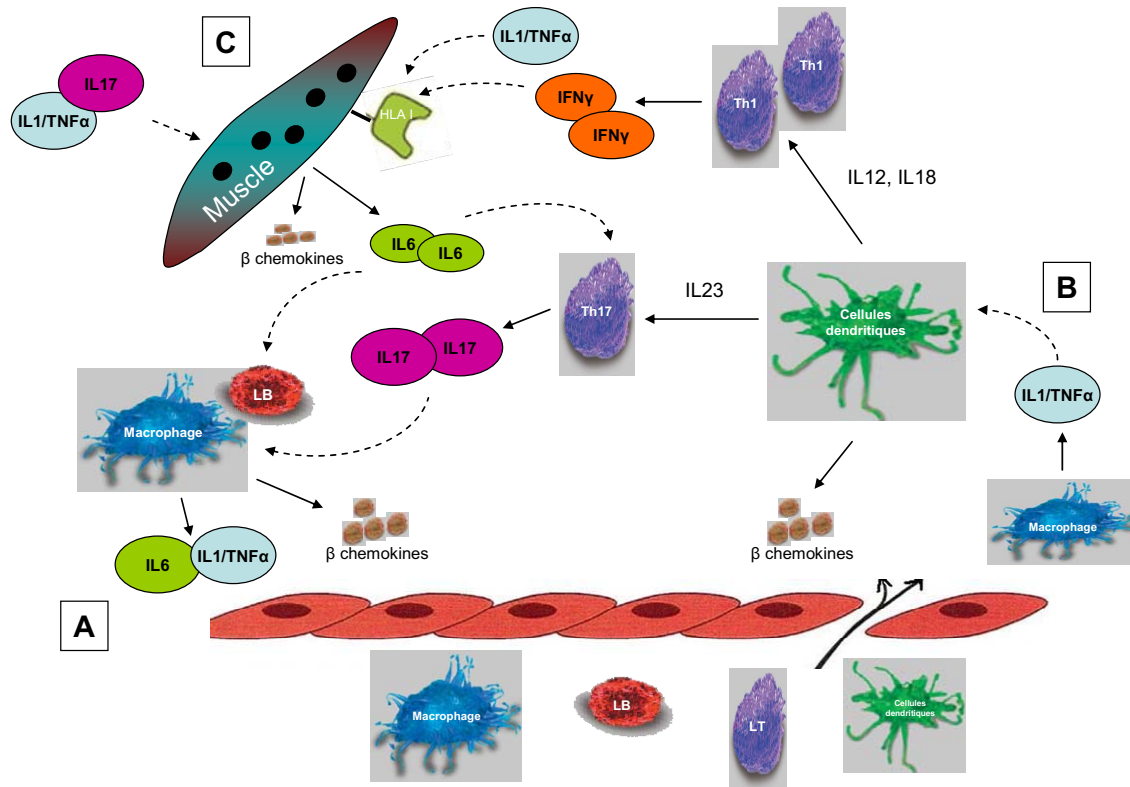 C
IL1/TNFα
Th1
Th1
IL17
IL1/TNFα
IFNγ
IFNγ
HLA I
Muscle
IL12, IL18
β chemokines
IL6
IL6
IL23
B
Th17
Cellules
dendritiques
IL17
IL17
IL1/TNFα
LB
Macrophage
Macrophage
β chemokines
β chemokines
IL6
IL1/TNFα
A
Macrophage
LB
LT
Cellules
dendritiques